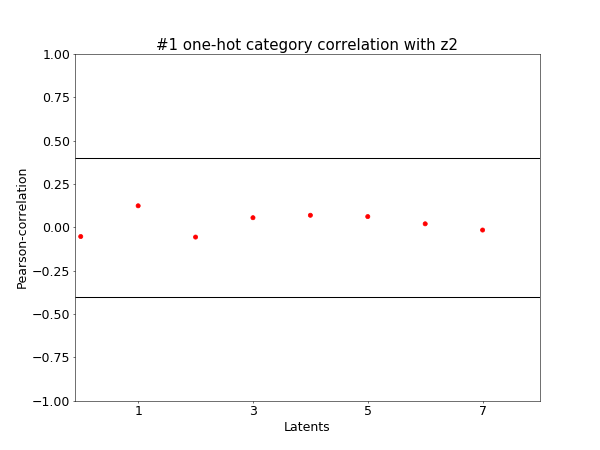 #1 one-hot category correlation with z2
1.00
0.75
0.50
0.25
0.00
−0.25
−0.50
−0.75
−1.00
Pearson-correlation
1 3 5 7
Latents